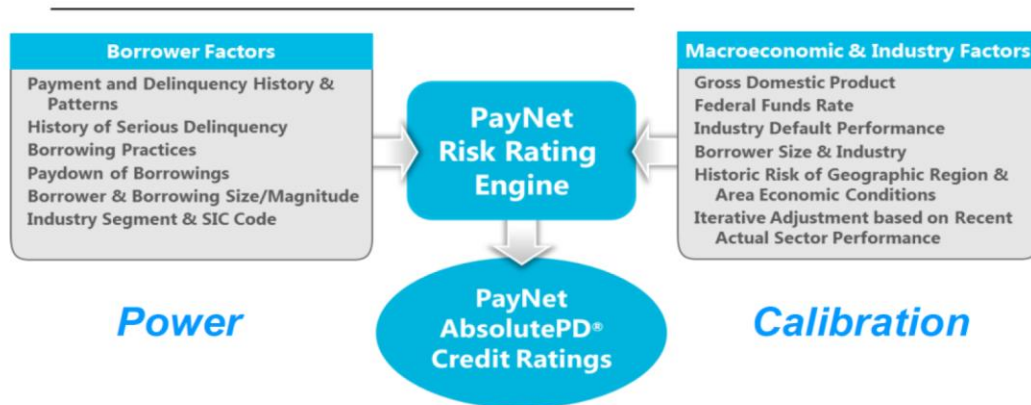 Borrower Factors
Payment and Delinquency History &
Patterns
History of Serious Delinquency
Borrowing Practices
Paydown of Borrowings
Borrower & Borrowing Size/Magnitude
Industry Segment & SIC Code
Power
PayNet
Risk Rating
Engine
PayNet
AbsolutePD®
Credit Ratings
Macroeconomic & Industry Factors
Gross Domestic Product
Federal Funds Rate
Industry Default Performance
Borrower Size & Industry
Historic Risk of Geographic Region &
Area Economic Conditions
Iterative Adjustment based on Recent
Actual Sector Performance
Calibration